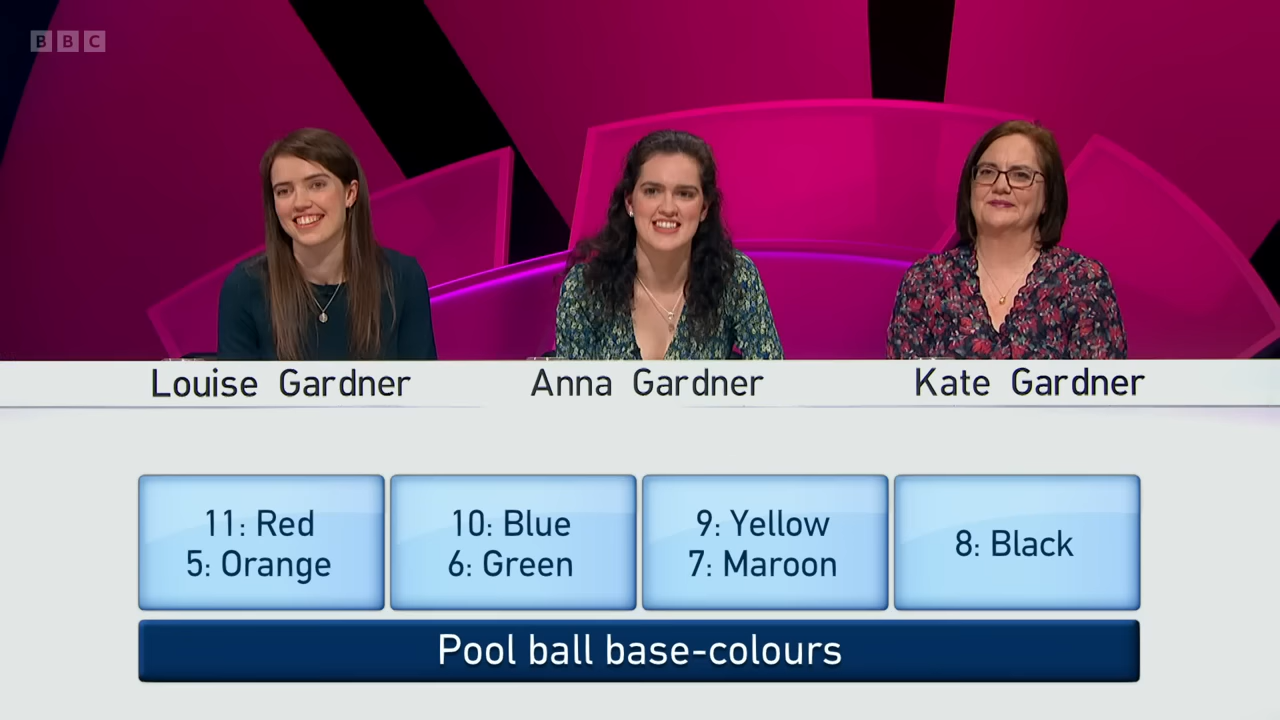 BBC
Louise Gardner
Anna Gardner
Kate Gardner
11: Red
5: Orange
10: Blue
6: Green
9: Yellow
7: Maroon
8: Black
Pool ball base-colours